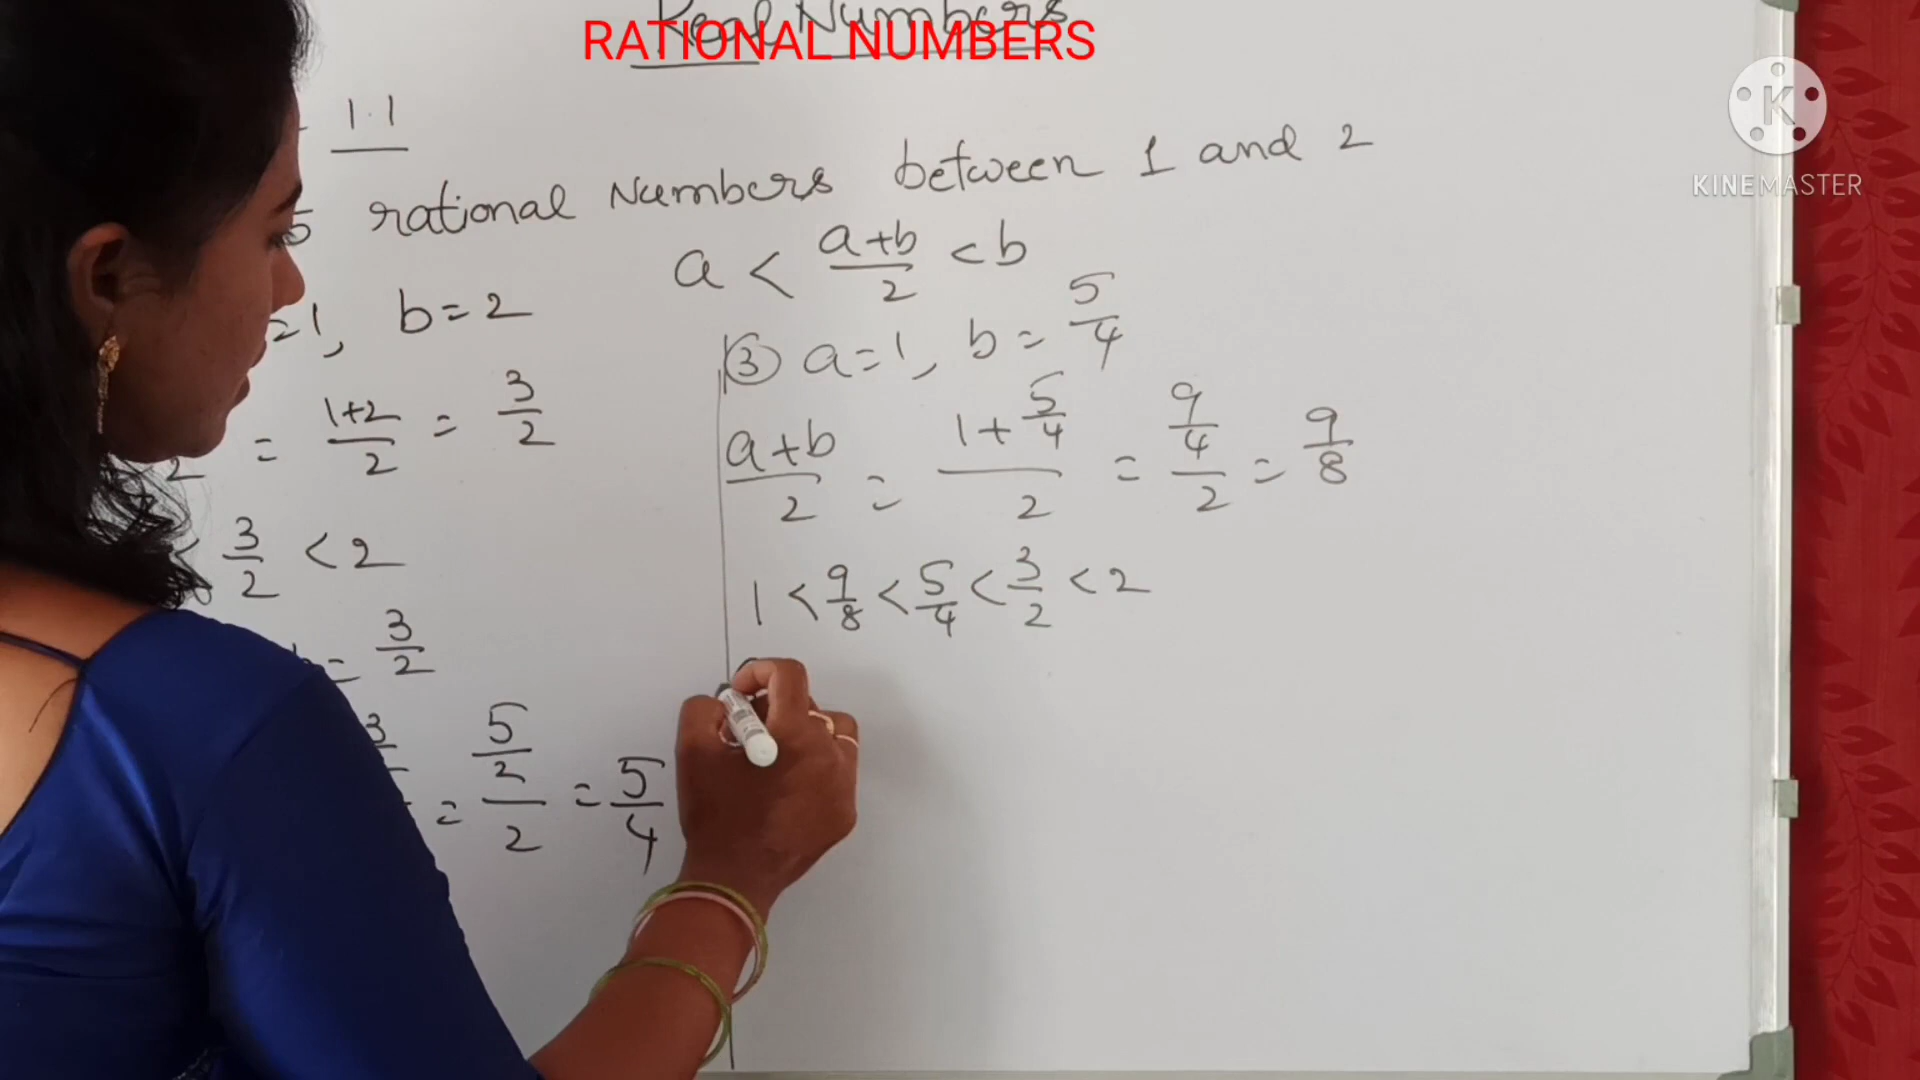 Real Numbers
RATIONAL NUMBERS
KINEMASTER
1.1
5 rational Numbers between 1 and 2
a < a+b/2 < b
=1, b=2
= 1+2/2 = 3/2
< 3/2 < 2
b= 3/2
= 5/2/2 = 5/4
③ a=1, b= 5/4
a+b/2 = 1+5/4/2 = 9/4/2 = 9/8
1 < 9/8 < 5/4 < 3/2 < 2